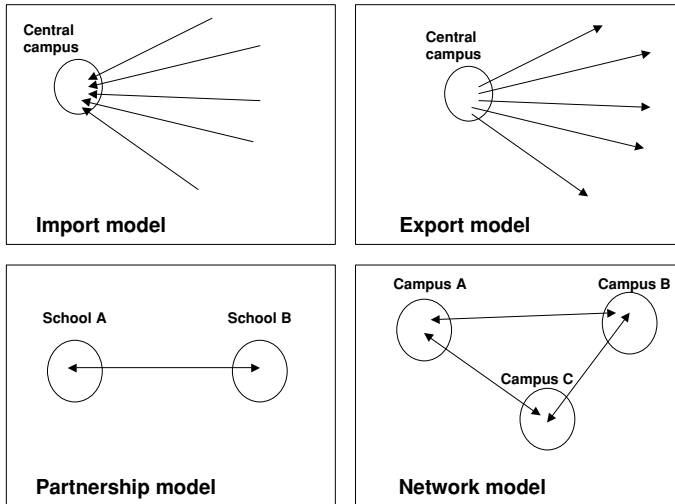 Central
campus
Import model
Central
campus
Export model
School A
School B
Partnership model
Campus A
Campus B
Campus C
Network model